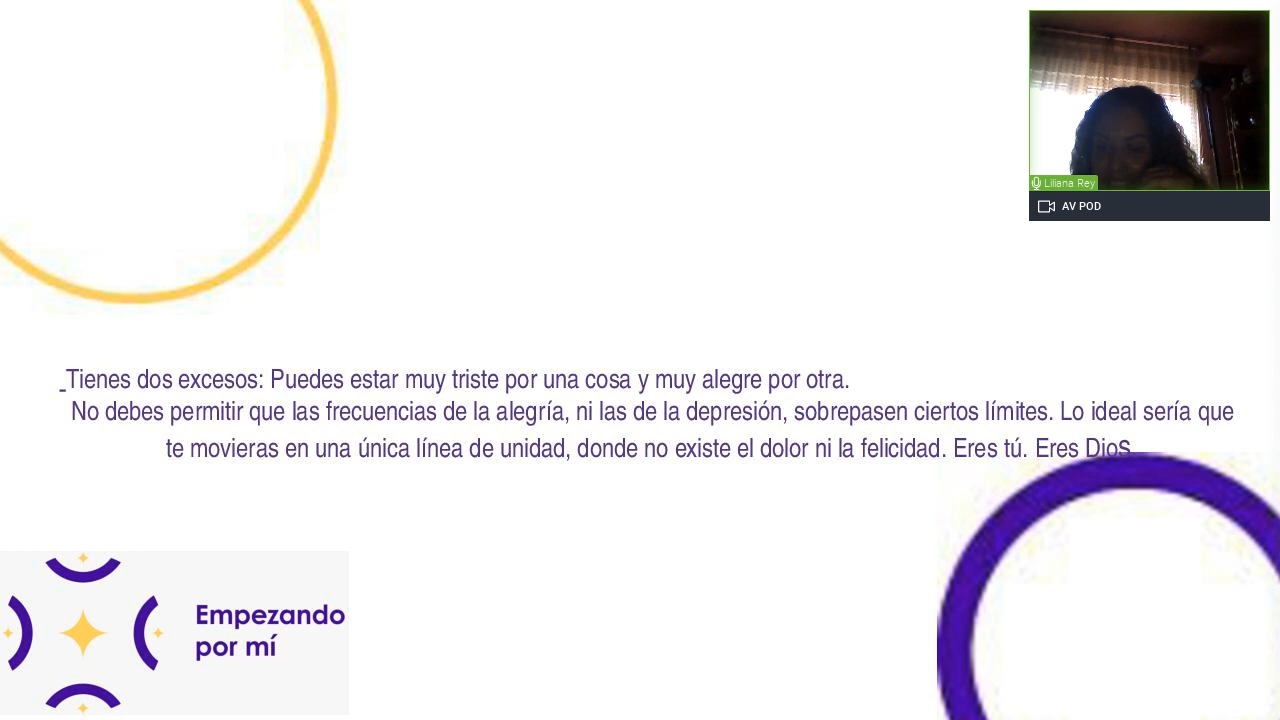 Liliana Rey
AV POD
Tienes dos excesos: Puedes estar muy triste por una cosa y muy alegre por otra.
No debes permitir que las frecuencias de la alegría, ni las de la depresión, sobrepasen ciertos límites. Lo ideal sería que
te movieras en una única línea de unidad, donde no existe el dolor ni la felicidad. Eres tú. Eres Dios.
Empezando
por mí